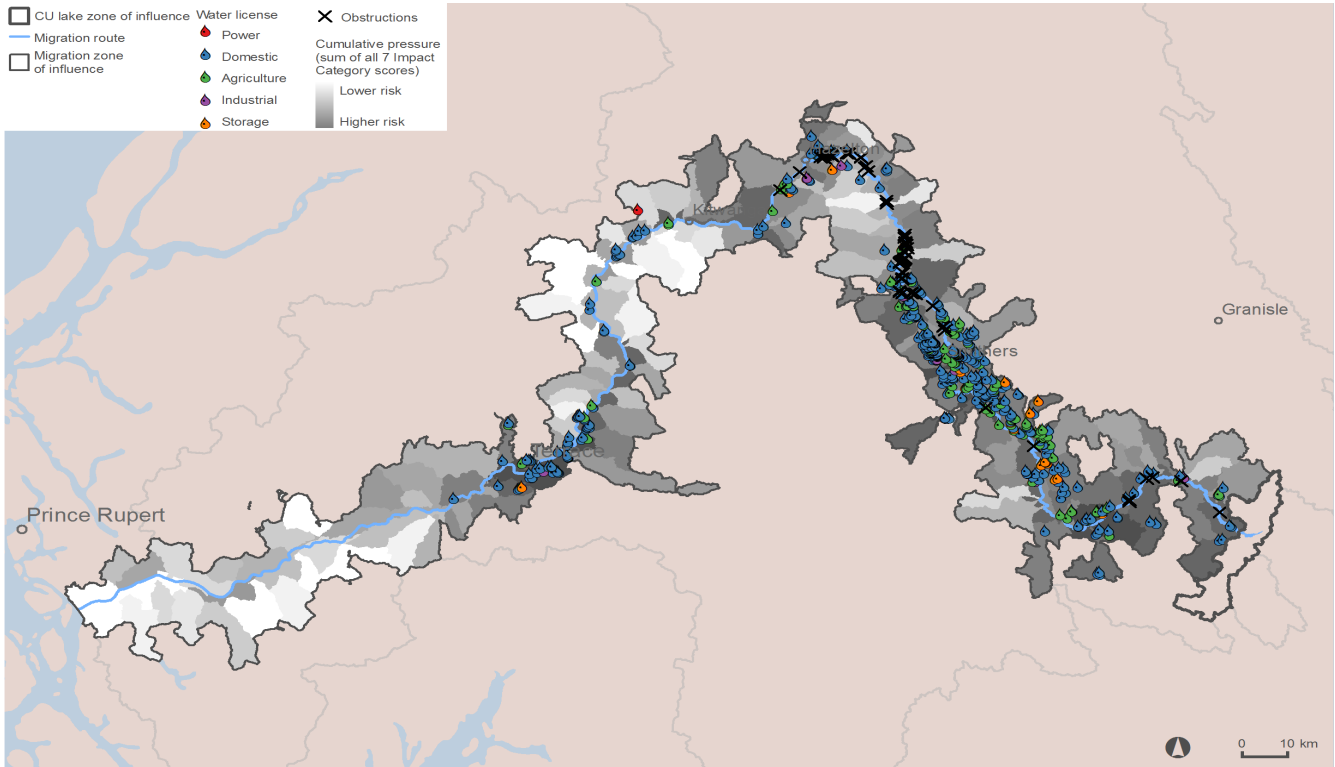 CU lake zone of influence
Migration route
Migration zone
of influence
Water license
Power
Domestic
Agriculture
Industrial
Storage
Obstructions
Cumulative pressure
(sum of all 7 Impact
Category scores)
Lower risk
Higher risk
Granisle
Terrace
Prince Rupert
0 10 km